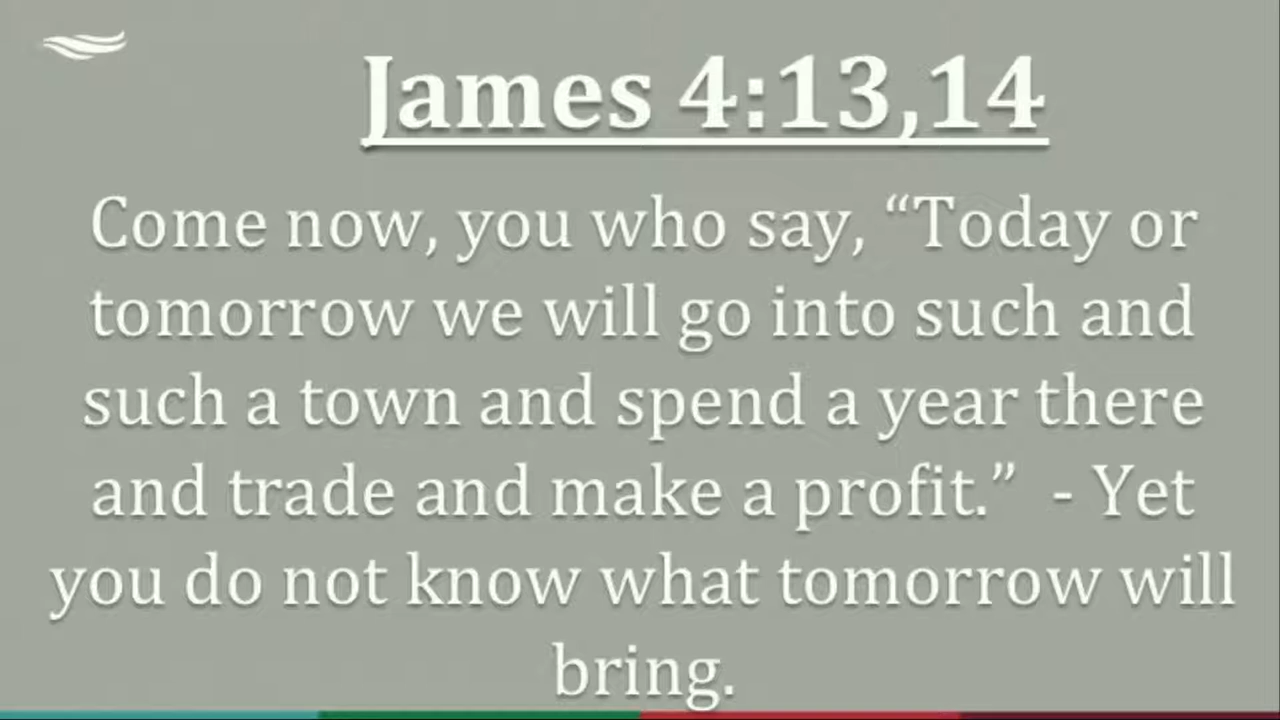 James 4:13,14
Come now, you who say, “Today or
tomorrow we will go into such and
such a town and spend a year there
and trade and make a profit.”  - Yet
you do not know what tomorrow will
bring.